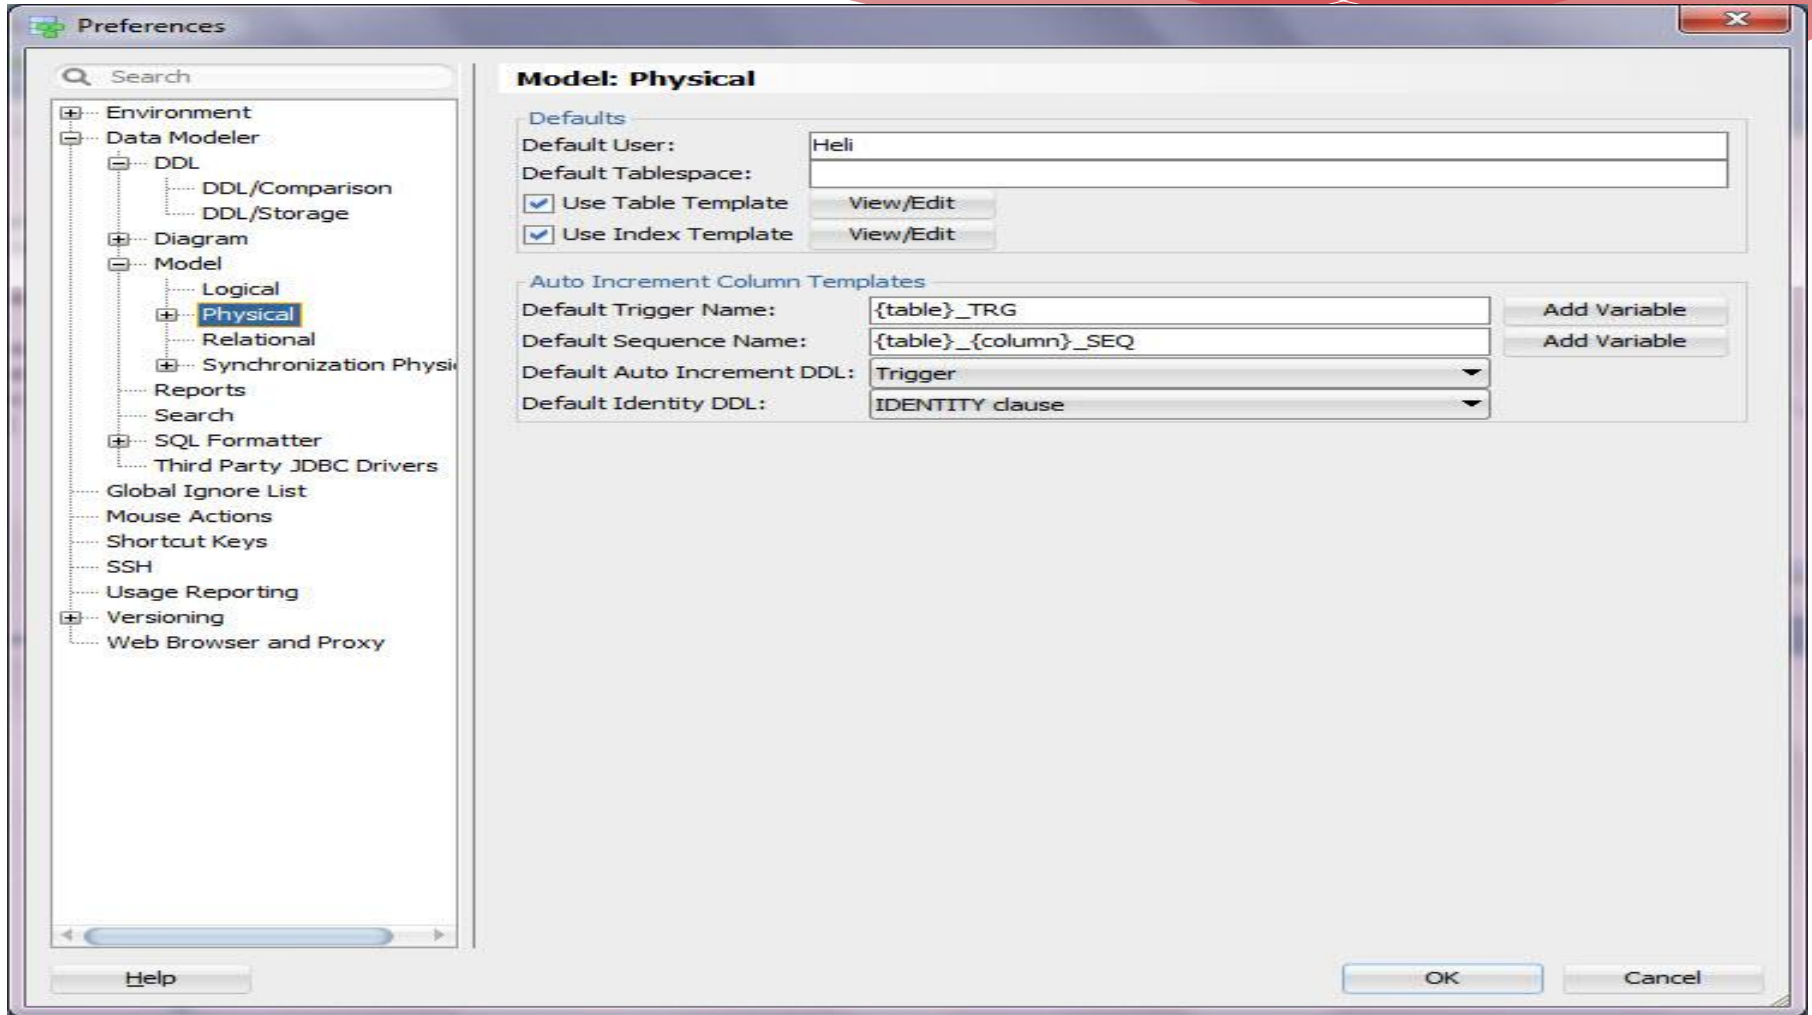 Preferences
Search
Environment
Data Modeler
DDL
DDL/Comparison
DDL/Storage
Diagram
Model
Logical
Physical
Relational
Synchronization Physi
Reports
Search
SQL Formatter
Third Party JDBC Drivers
Global Ignore List
Mouse Actions
Shortcut Keys
SSH
Usage Reporting
Versioning
Web Browser and Proxy
Model: Physical
Defaults
Default User: Heli
Default Tablespace:
Use Table Template View/Edit
Use Index Template View/Edit
Auto Increment Column Templates
Default Trigger Name: {table}_TRG Add Variable
Default Sequence Name: {table}_{column}_SEQ Add Variable
Default Auto Increment DDL: Trigger
Default Identity DDL: IDENTITY clause
Help OK Cancel